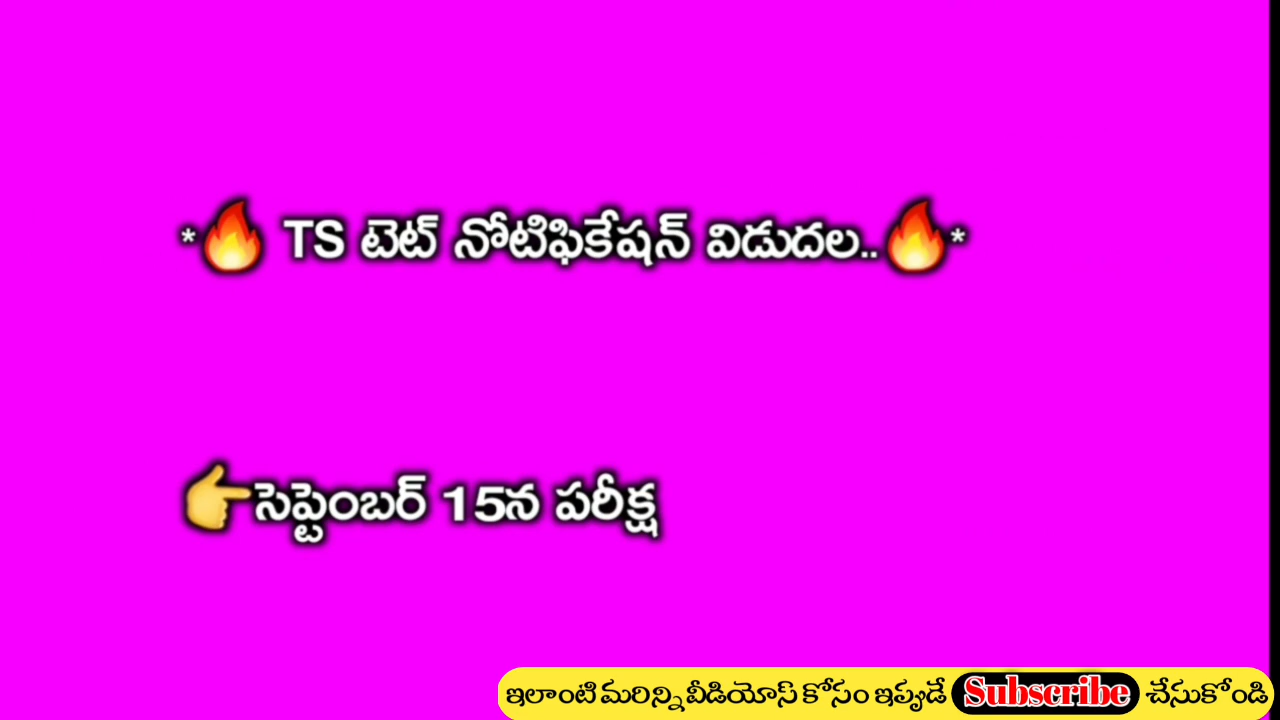 *🔥 TS టెట్ నోటిఫికేషన్ విడుదల..🔥*
👉సెప్టెంబర్ 15న పరీక్ష
ఇలాంటి మరిన్ని వీడియోస్ కోసం ఇప్పుడే Subscribe చేసుకోండి